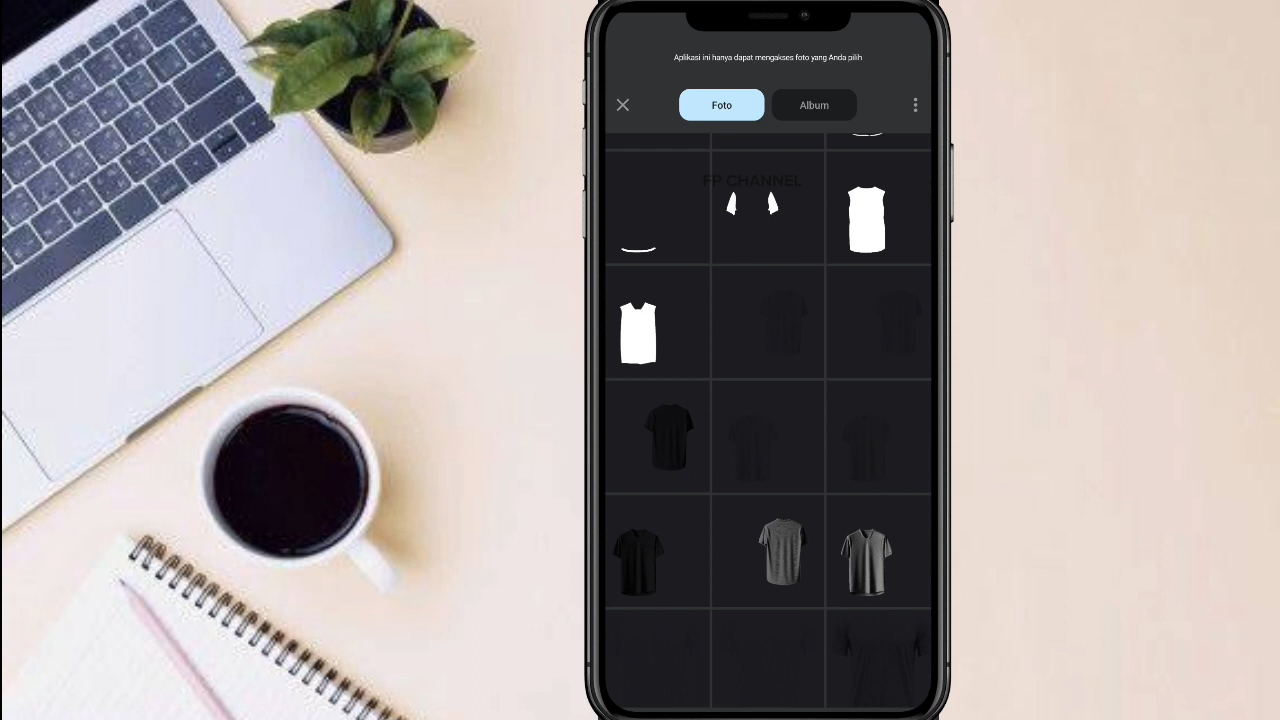 Aplikasi ini hanya dapat mengakses foto yang Anda pilih
Foto
Album
FP CHANNEL